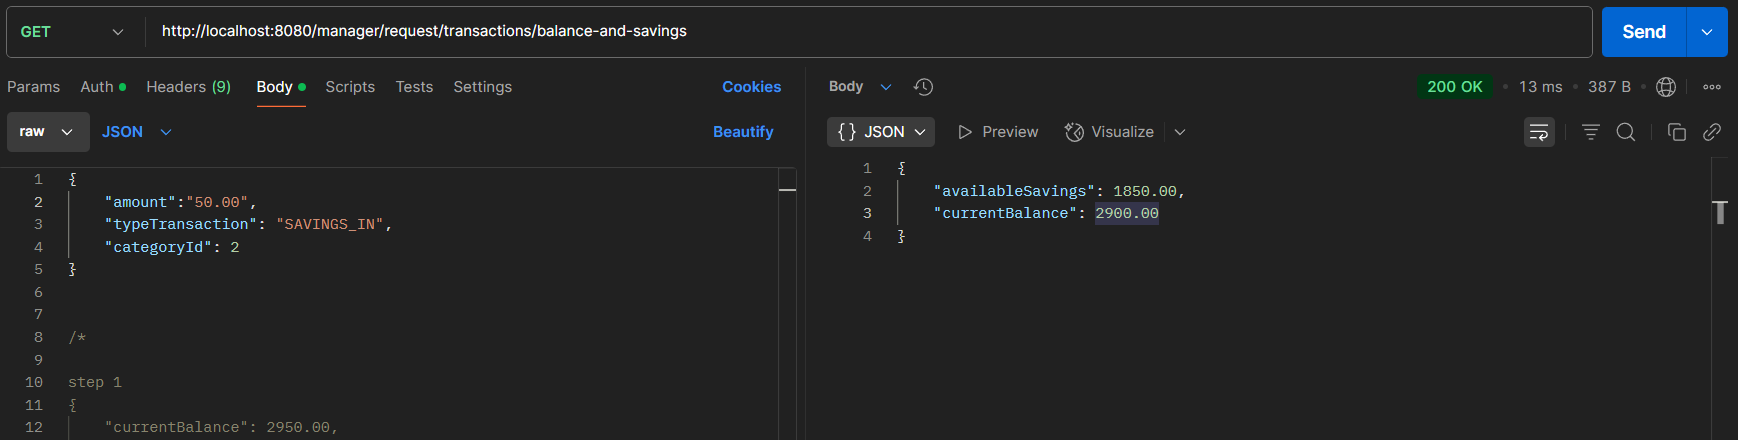 GET http://localhost:8080/manager/request/transactions/balance-and-savings Send
Params Auth Headers (9) Body Scripts Tests Settings Cookies
raw JSON Beautify
1 {
2 "amount":"50.00",
3 "typeTransaction": "SAVINGS_IN",
4 "categoryId": 2
5 }
6
7
8 /*
9
10 step 1
11 {
12 "currentBalance": 2950.00,
Body 200 OK • 13 ms • 387 B •
{} JSON Preview Visualize
1 {
2 "availableSavings": 1850.00,
3 "currentBalance": 2900.00
4 }